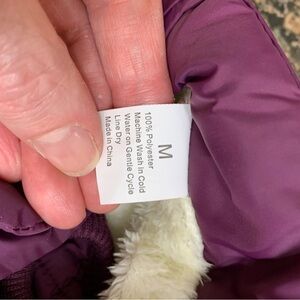 M
100% Polyester
Machine Wash in Cold
Water on Gentle Cycle
Line Dry
Made in China